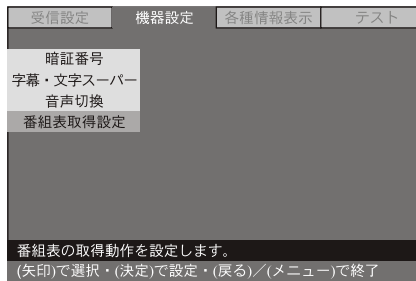 受信設定 機器設定 各種情報表示 テスト
暗証番号
字幕・文字スーパー
音声切換
番組表取得設定
番組表の取得動作を設定します。
(矢印)で選択・(決定)で設定・(戻る)／(メニュー)で終了